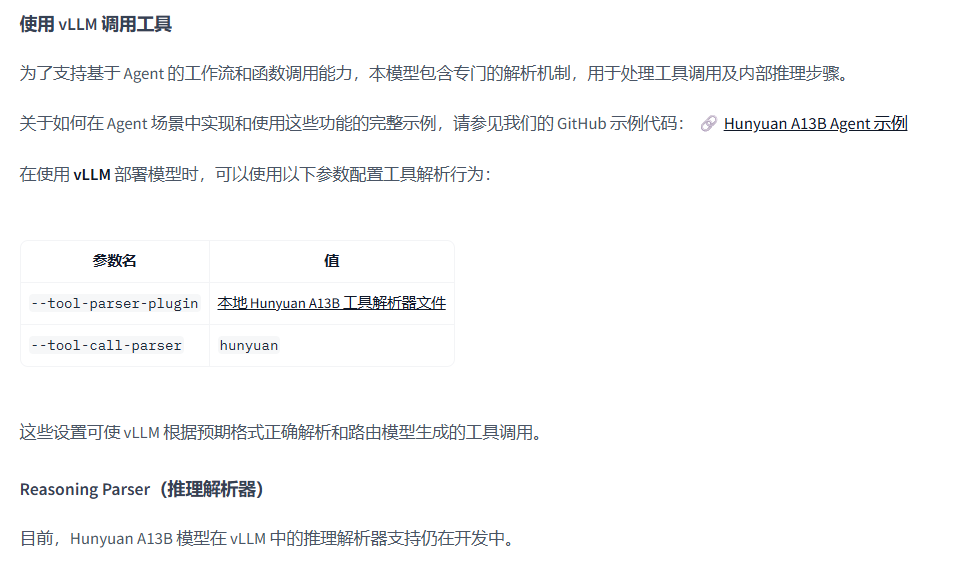 使用 vLLM 调用工具
为了支持基于 Agent 的工作流和函数调用能力，本模型包含专门的解析机制，用于处理工具调用及内部推理步骤。
关于如何在 Agent 场景中实现和使用这些功能的完整示例，请参见我们的 GitHub 示例代码： 🔗 Hunyuan A13B Agent 示例
在使用 vLLM 部署模型时，可以使用以下参数配置工具解析行为：
参数名 值
--tool-parser-plugin 本地 Hunyuan A13B 工具解析器文件
--tool-call-parser hunyuan
这些设置可使 vLLM 根据预期格式正确解析和路由模型生成的工具调用。
Reasoning Parser（推理解析器）
目前，Hunyuan A13B 模型在 vLLM 中的推理解析器支持仍在开发中。